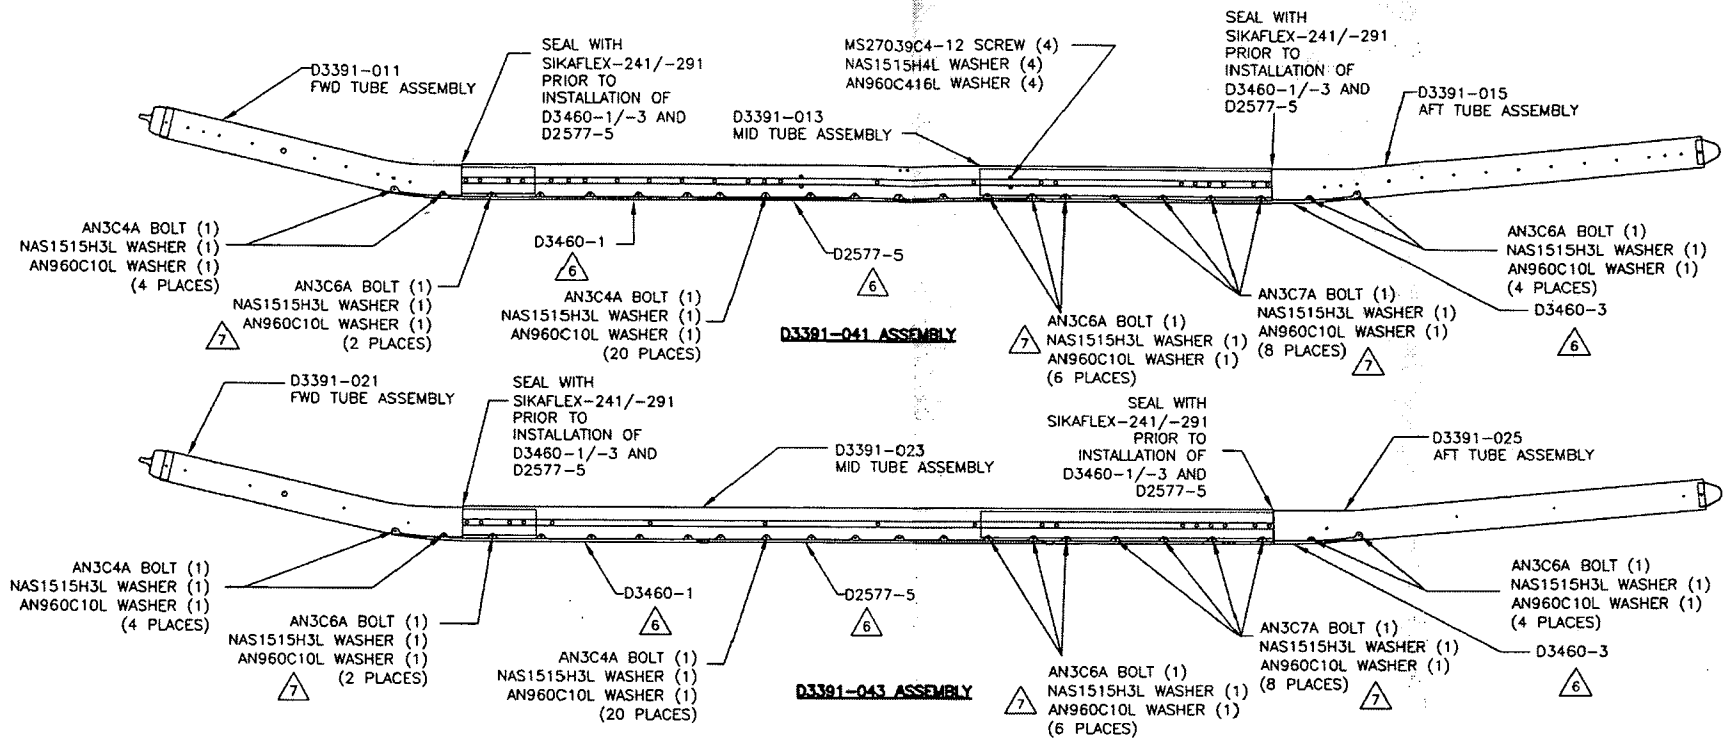 D3391-011
FWD TUBE ASSEMBLY
SEAL WITH
SIKAFLEX-241/-291
PRIOR TO
INSTALLATION OF
D3460-1/-3 AND
D2577-5
D3391-013
MID TUBE ASSEMBLY
MS27039C4-12 SCREW (4)
NAS1515H4L WASHER (4)
AN960C416L WASHER (4)
SEAL WITH
SIKAFLEX-241/-291
PRIOR TO
INSTALLATION OF
D3460-1/-3 AND
D2577-5
D3391-015
AFT TUBE ASSEMBLY
AN3C4A BOLT (1)
NAS1515H3L WASHER (1)
AN960C10L WASHER (1)
(4 PLACES)
AN3C6A BOLT (1)
NAS1515H3L WASHER (1)
AN960C10L WASHER (1)
(2 PLACES)
7
D3460-1
6
AN3C4A BOLT (1)
NAS1515H3L WASHER (1)
AN960C10L WASHER (1)
(20 PLACES)
D2577-5
6
D3391-041 ASSEMBLY
7
AN3C6A BOLT (1)
NAS1515H3L WASHER (1)
AN960C10L WASHER (1)
(6 PLACES)
AN3C7A BOLT (1)
NAS1515H3L WASHER (1)
AN960C10L WASHER (1)
(8 PLACES)
7
AN3C6A BOLT (1)
NAS1515H3L WASHER (1)
AN960C10L WASHER (1)
(4 PLACES)
D3460-3
6
D3391-021
FWD TUBE ASSEMBLY
SEAL WITH
SIKAFLEX-241/-291
PRIOR TO
INSTALLATION OF
D3460-1/-3 AND
D2577-5
D3391-023
MID TUBE ASSEMBLY
SEAL WITH
SIKAFLEX-241/-291
PRIOR TO
INSTALLATION OF
D3460-1/-3 AND
D2577-5
D3391-025
AFT TUBE ASSEMBLY
AN3C4A BOLT (1)
NAS1515H3L WASHER (1)
AN960C10L WASHER (1)
(4 PLACES)
AN3C6A BOLT (1)
NAS1515H3L WASHER (1)
AN960C10L WASHER (1)
(2 PLACES)
7
D3460-1
6
AN3C4A BOLT (1)
NAS1515H3L WASHER (1)
AN960C10L WASHER (1)
(20 PLACES)
D2577-5
6
D3391-043 ASSEMBLY
7
AN3C6A BOLT (1)
NAS1515H3L WASHER (1)
AN960C10L WASHER (1)
(6 PLACES)
AN3C7A BOLT (1)
NAS1515H3L WASHER (1)
AN960C10L WASHER (1)
(8 PLACES)
7
AN3C6A BOLT (1)
NAS1515H3L WASHER (1)
AN960C10L WASHER (1)
(4 PLACES)
D3460-3
6